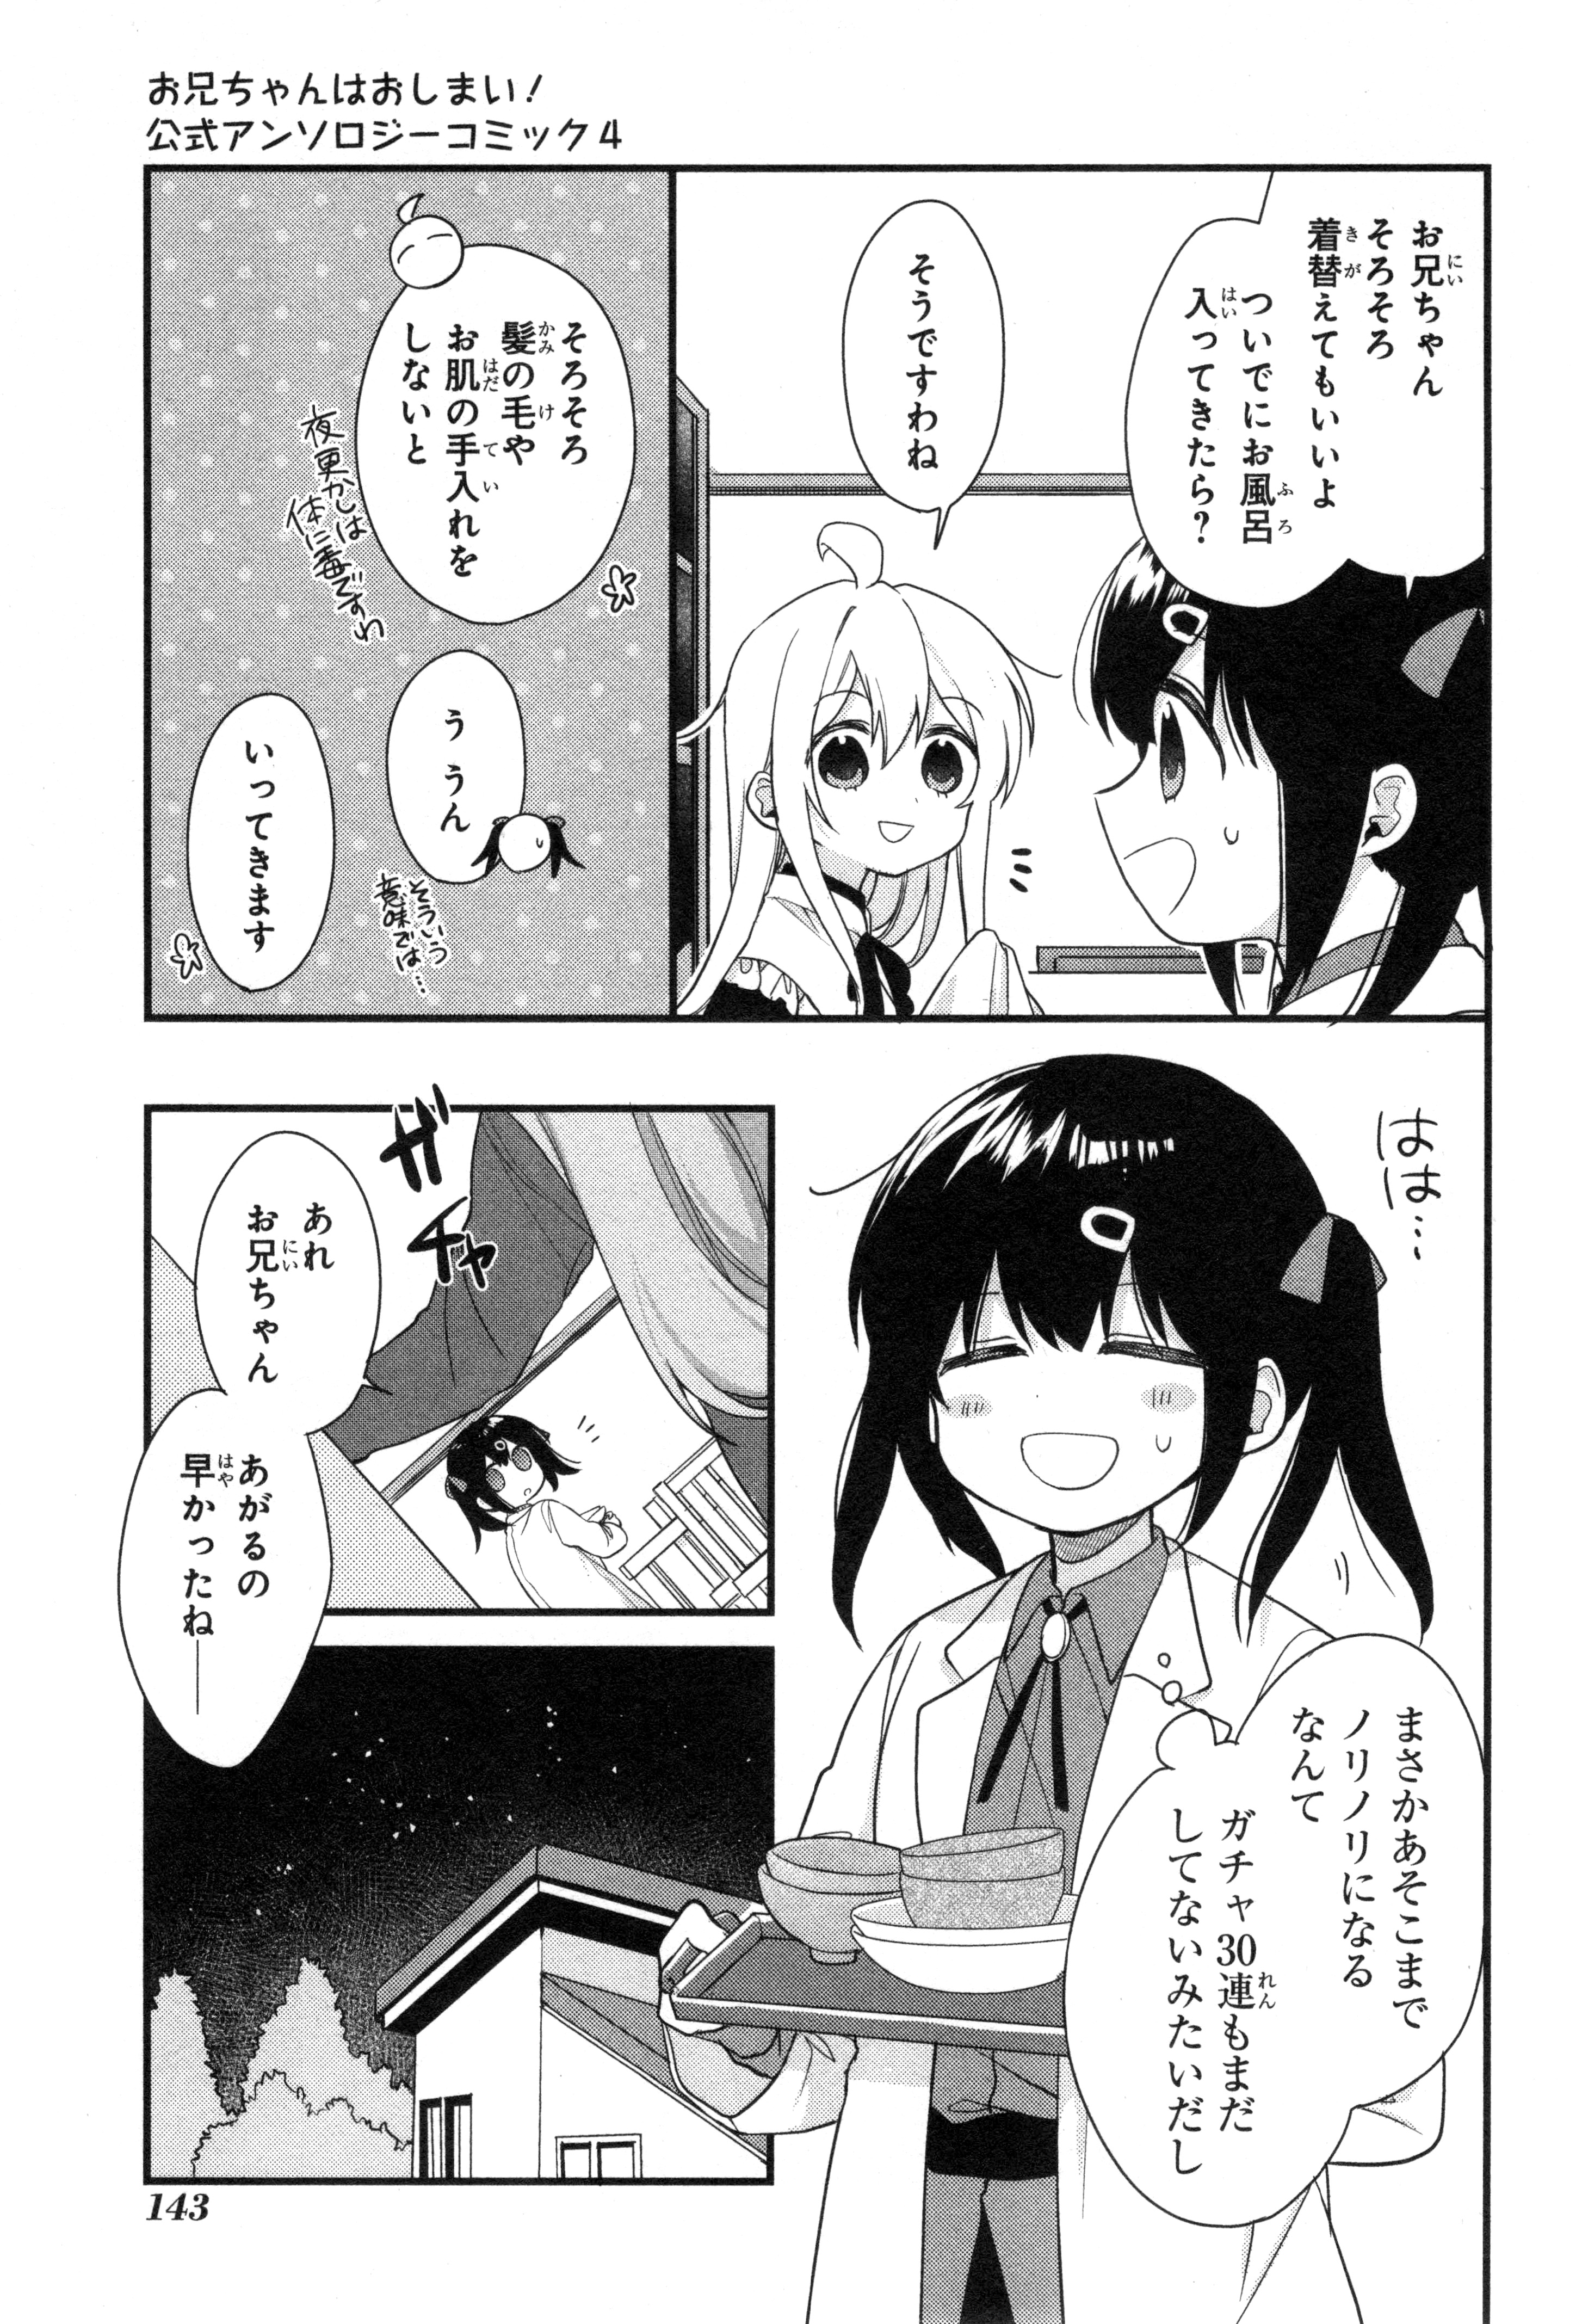 お兄ちゃんはおしまい!
公式アンソロジーコミック4
お兄ちゃん
そろそろ
着替えてもいいよ
ついでにお風呂
入ってきたら?
そうですわね
そろそろ
髪の毛や
お肌の手入れを
しないと
夜更かしは
体に毒ですわ
ううん
そういう
意味では…
いってきます
はは…
まさかあそこまで
ノリノリになる
なんて
ガチャ30連もまだ
してないみたいだし
ガチャ
あれ
お兄ちゃん
あがるの
早かったね――
143